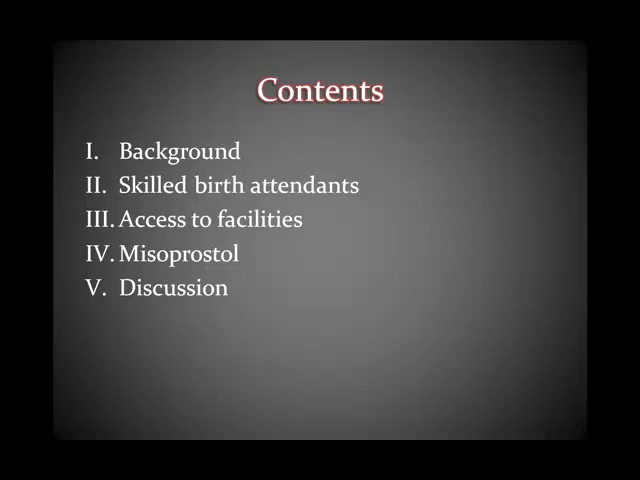 Contents
I. Background
II. Skilled birth attendants
III. Access to facilities
IV. Misoprostol
V. Discussion